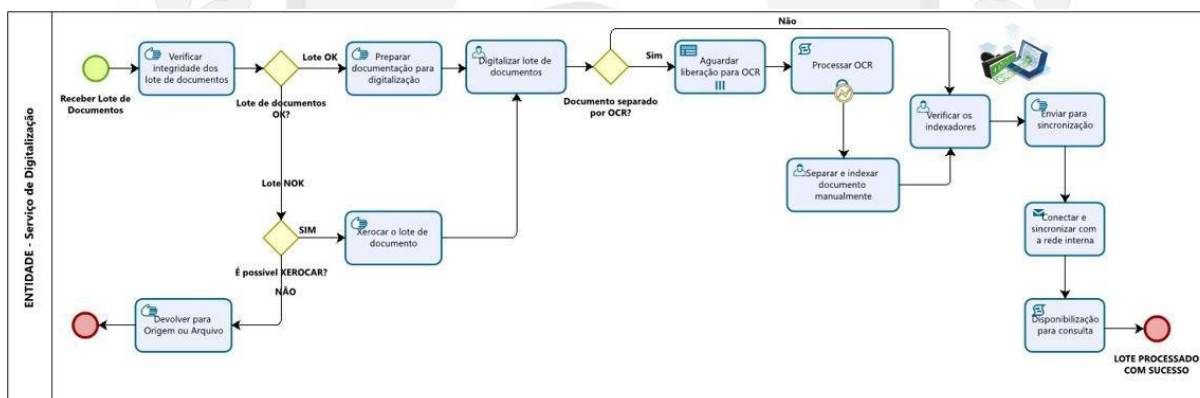 ENTIDADE - Serviço de Digitalização
Receber Lote de
Documentos
Verificar
integridade dos
lote de documentos
Lote OK
Lote de documentos
OK?
Preparar
documentação para
digitalização
Digitalizar lote de
documentos
Documento separado
por OCR?
Não
Sim
Aguardar
liberação para OCR
Processar OCR
Separar e indexar
documento
manualmente
Verificar os
indexadores
Enviar para
sincronização
Conectar e
sincronizar com
a rede interna
Disponibilização
para consulta
LOTE PROCESSADO
COM SUCESSO
Lote NOK
É possivel XEROCAR?
SIM
Xerocar o lote de
documento
NÃO
Devolver para
Origem ou Arquivo